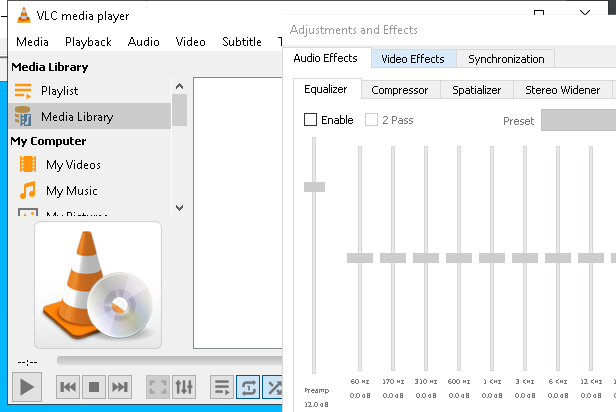 VLC media player
Media Playback Audio Video Subtitle T
Media Library
Playlist
Media Library
My Computer
My Videos
My Music
My Pictures
--:--
Adjustments and Effects
Audio Effects Video Effects Synchronization
Equalizer Compressor Spatializer Stereo Widener
Enable 2 Pass Preset
60 Hz 170 Hz 310 Hz 600 Hz 1 KHz 3 KHz 6 KHz 12 KHz
Preamp 0.0 dB 0.0 dB 0.0 dB 0.0 dB 0.0 dB 0.0 dB 0.0 dB 0.0 dB
12.0 dB